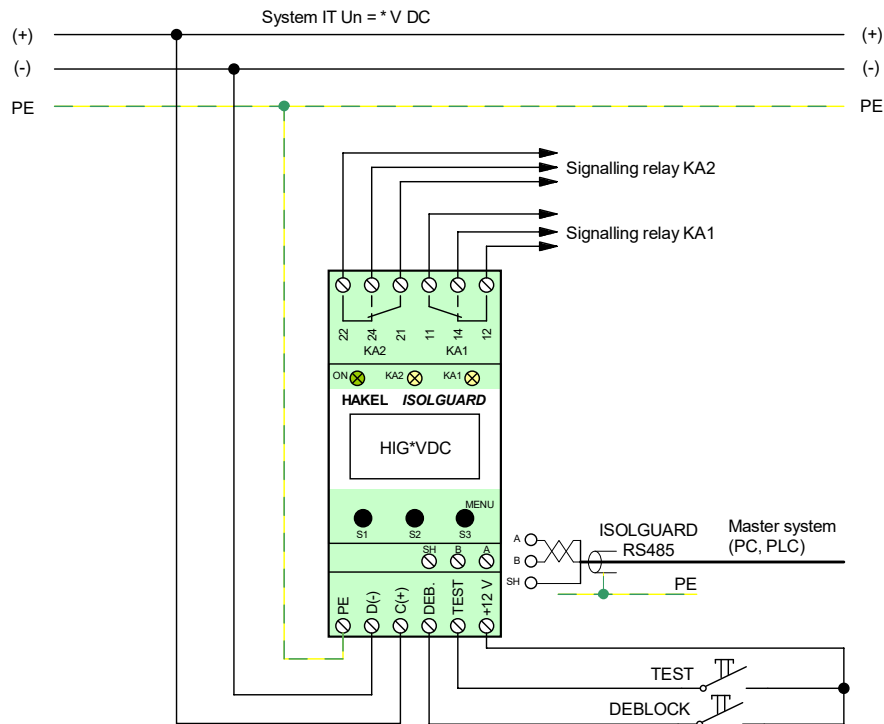 System IT Un = * V DC
(+) (+)
(-) (-)
PE PE
Signalling relay KA2
Signalling relay KA1
22 24 21 11 14 12
KA2 KA1
ON KA2 KA1
HAKEL ISOLGUARD
HIG*VDC
MENU
S1 S2 S3
SH B A
PE D(-) C(+) DEB. TEST +12 V
A
B
SH
ISOLGUARD
RS485
Master system
(PC, PLC)
PE
TEST
DEBLOCK